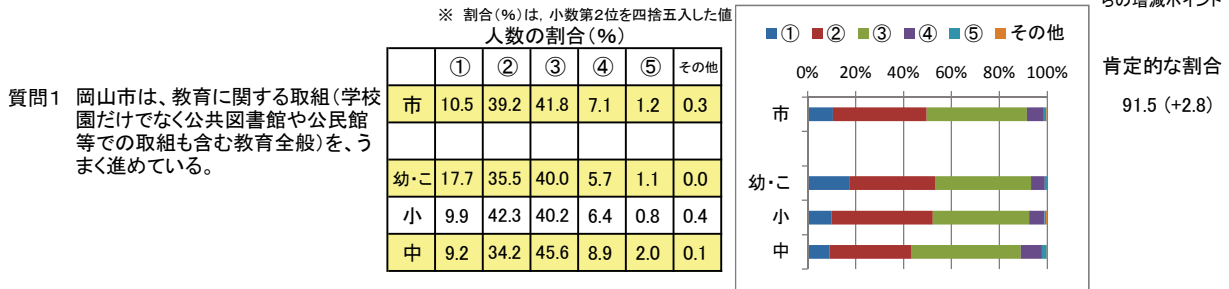 らの増減ポイント
※ 割合(%)は, 小数第2位を四捨五入した値
人数の割合(%)
① ② ③ ④ ⑤ その他
市 10.5 39.2 41.8 7.1 1.2 0.3
幼・こ 17.7 35.5 40.0 5.7 1.1 0.0
小 9.9 42.3 40.2 6.4 0.8 0.4
中 9.2 34.2 45.6 8.9 2.0 0.1
質問1 岡山市は、教育に関する取組(学校
園だけでなく公共図書館や公民館
等での取組も含む教育全般)を、う
まく進めている。
① ② ③ ④ ⑤ その他
0% 20% 40% 60% 80% 100%
市
幼・こ
小
中
肯定的な割合
91.5 (+2.8)